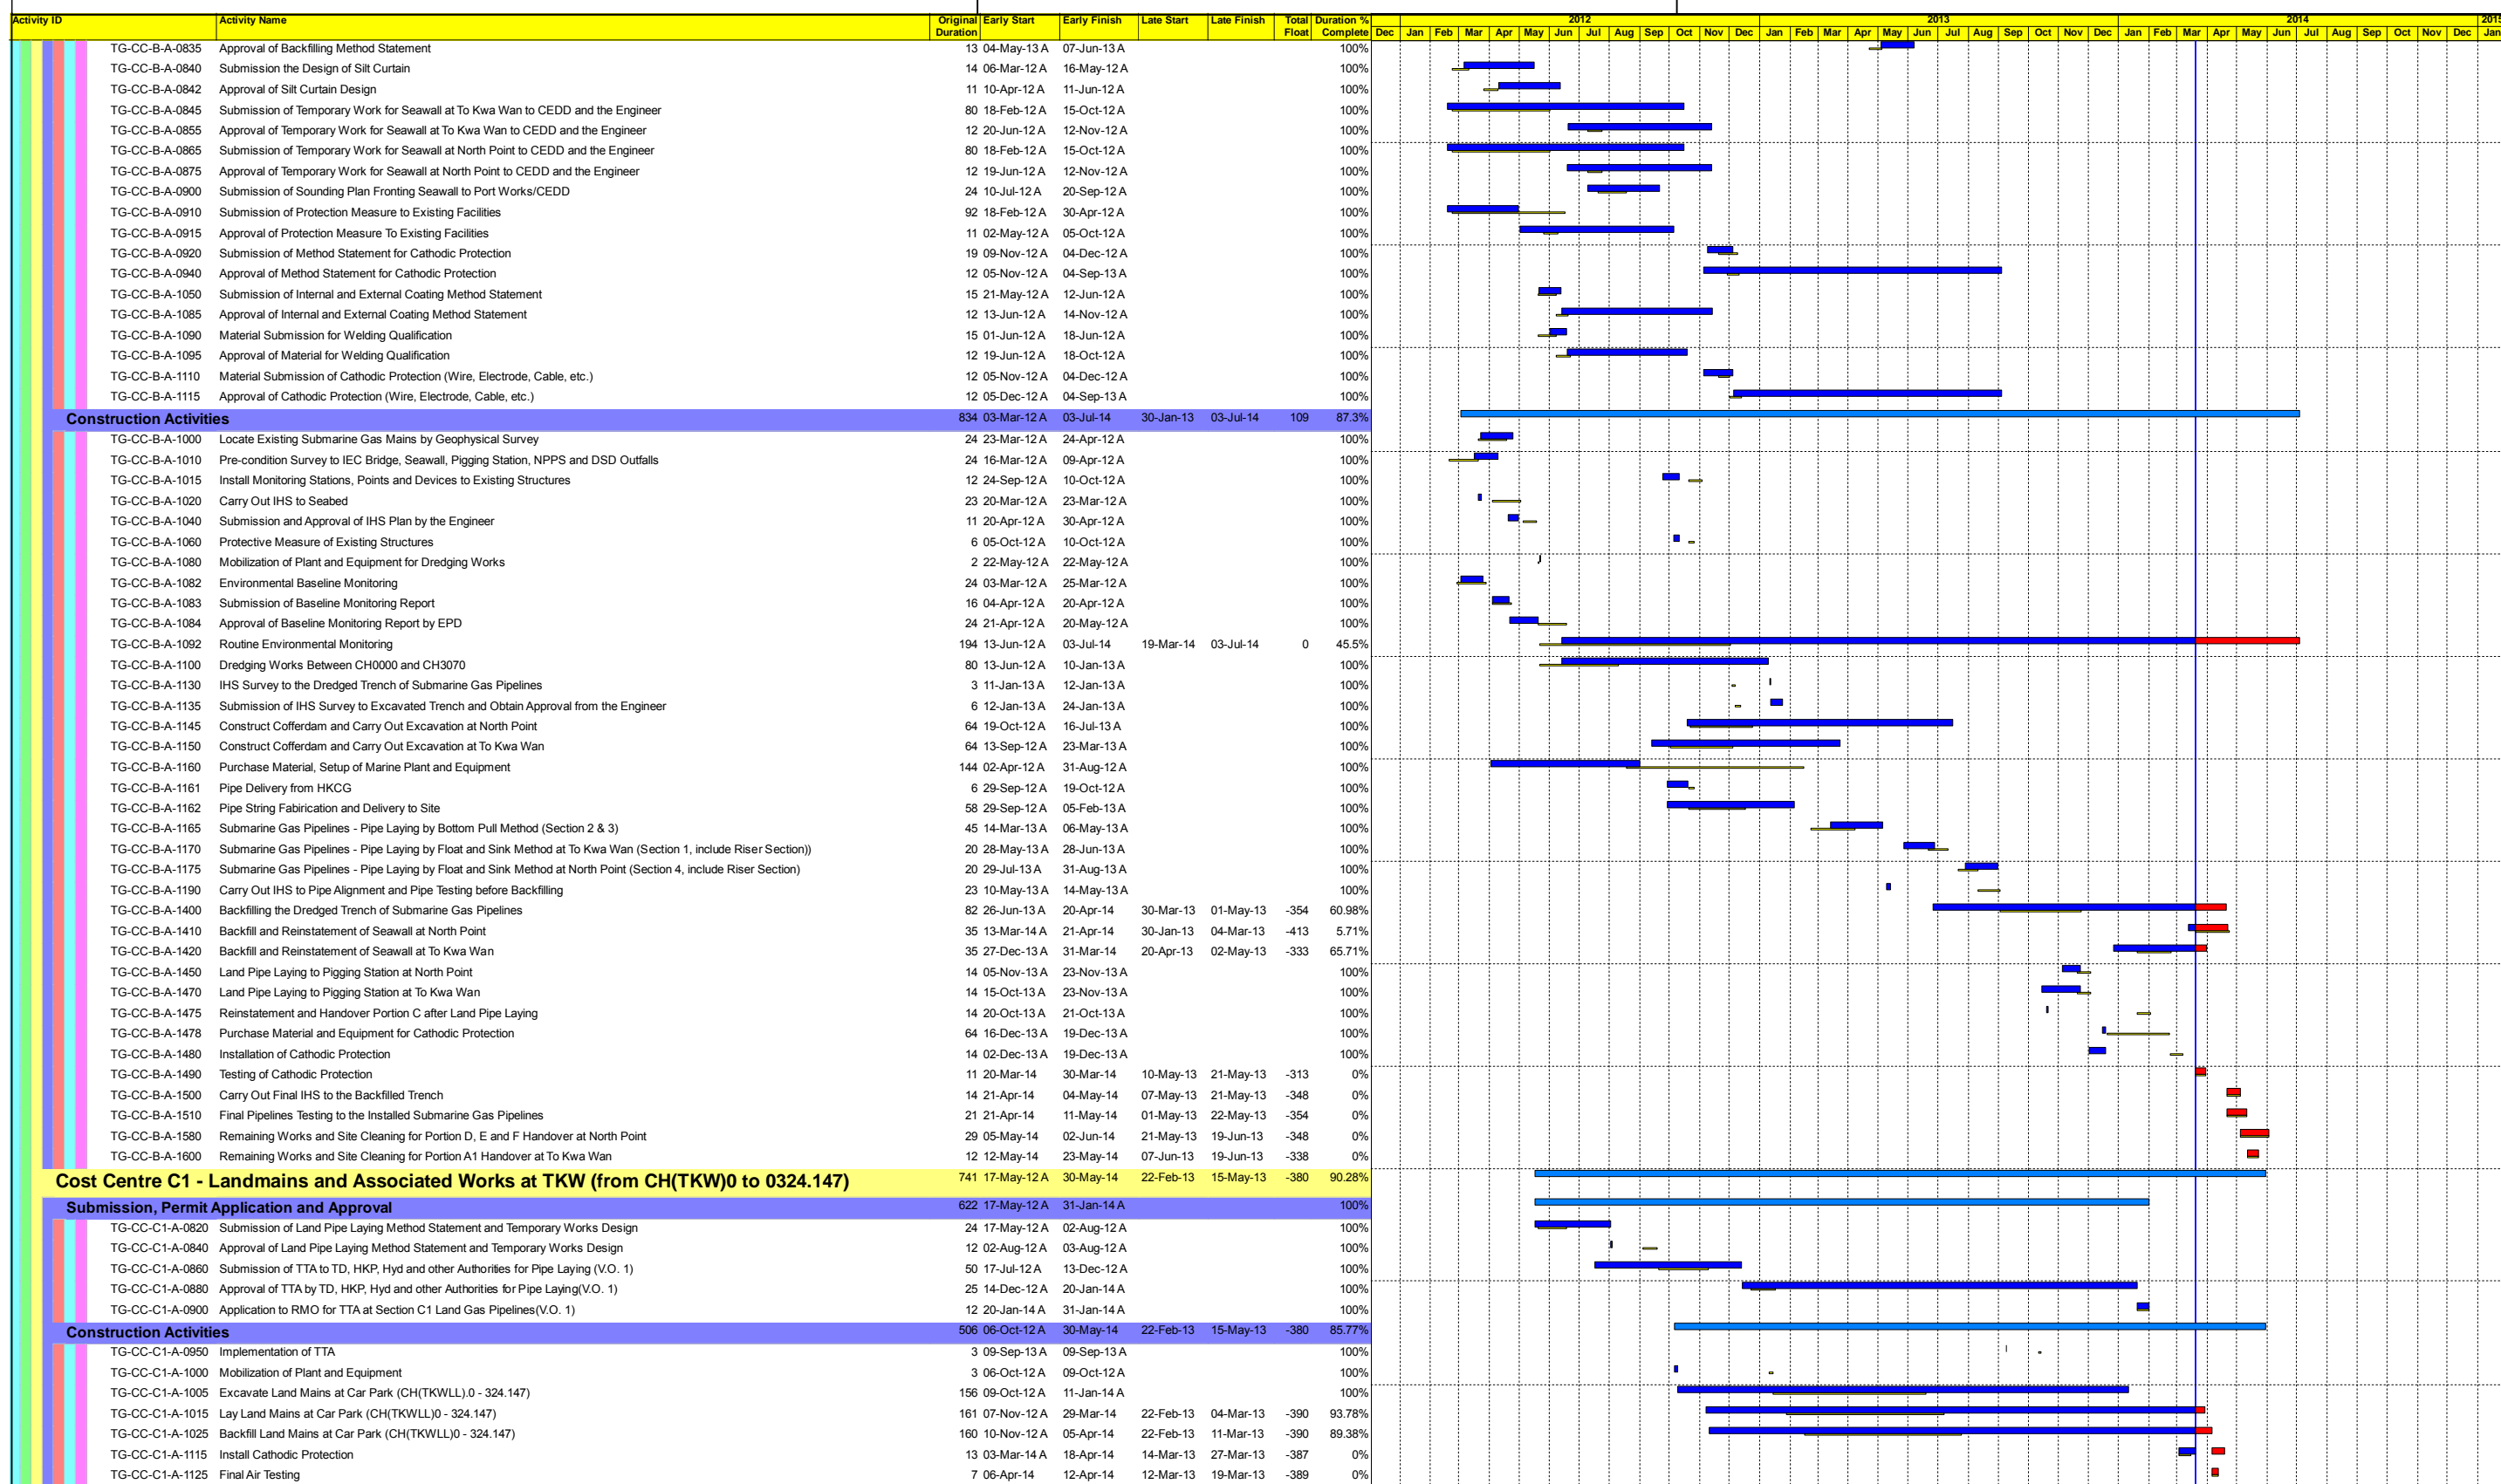 Activity ID Activity Name Original Early Start Early Finish Late Start Late Finish Total Duration % 2012 2013 2014 2015
Duration Float Complete Dec Jan Feb Mar Apr May Jun Jul Aug Sep Oct Nov Dec Jan Feb Mar Apr May Jun Jul Aug Sep Oct Nov Dec Jan Feb Mar Apr May Jun Jul Aug Sep Oct Nov Dec Jan
TG-CC-B-A-0835 Approval of Backfilling Method Statement 13 04-May-13 A 07-Jun-13 A 100%
TG-CC-B-A-0840 Submission the Design of Silt Curtain 14 06-Mar-12 A 16-May-12 A 100%
TG-CC-B-A-0842 Approval of Silt Curtain Design 11 10-Apr-12 A 11-Jun-12 A 100%
TG-CC-B-A-0845 Submission of Temporary Work for Seawall at To Kwa Wan to CEDD and the Engineer 80 18-Feb-12 A 15-Oct-12 A 100%
TG-CC-B-A-0855 Approval of Temporary Work for Seawall at To Kwa Wan to CEDD and the Engineer 12 20-Jun-12 A 12-Nov-12 A 100%
TG-CC-B-A-0865 Submission of Temporary Work for Seawall at North Point to CEDD and the Engineer 80 18-Feb-12 A 15-Oct-12 A 100%
TG-CC-B-A-0875 Approval of Temporary Work for Seawall at North Point to CEDD and the Engineer 12 19-Jun-12 A 12-Nov-12 A 100%
TG-CC-B-A-0900 Submission of Sounding Plan Fronting Seawall to Port Works/CEDD 24 10-Jul-12 A 20-Sep-12 A 100%
TG-CC-B-A-0910 Submission of Protection Measure to Existing Facilities 92 18-Feb-12 A 30-Apr-12 A 100%
TG-CC-B-A-0915 Approval of Protection Measure To Existing Facilities 11 02-May-12 A 05-Oct-12 A 100%
TG-CC-B-A-0920 Submission of Method Statement for Cathodic Protection 19 09-Nov-12 A 04-Dec-12 A 100%
TG-CC-B-A-0940 Approval of Method Statement for Cathodic Protection 12 05-Nov-12 A 04-Sep-13 A 100%
TG-CC-B-A-1050 Submission of Internal and External Coating Method Statement 15 21-May-12 A 12-Jun-12 A 100%
TG-CC-B-A-1085 Approval of Internal and External Coating Method Statement 12 13-Jun-12 A 14-Nov-12 A 100%
TG-CC-B-A-1090 Material Submission for Welding Qualification 15 01-Jun-12 A 18-Jun-12 A 100%
TG-CC-B-A-1095 Approval of Material for Welding Qualification 12 19-Jun-12 A 18-Oct-12 A 100%
TG-CC-B-A-1110 Material Submission of Cathodic Protection (Wire, Electrode, Cable, etc.) 12 05-Nov-12 A 04-Dec-12 A 100%
TG-CC-B-A-1115 Approval of Cathodic Protection (Wire, Electrode, Cable, etc.) 12 05-Dec-12 A 04-Sep-13 A 100%
Construction Activities 834 03-Mar-12 A 03-Jul-14 30-Jan-13 03-Jul-14 109 87.3%
TG-CC-B-A-1000 Locate Existing Submarine Gas Mains by Geophysical Survey 24 23-Mar-12 A 24-Apr-12 A 100%
TG-CC-B-A-1010 Pre-condition Survey to IEC Bridge, Seawall, Pigging Station, NPPS and DSD Outfalls 24 16-Mar-12 A 09-Apr-12 A 100%
TG-CC-B-A-1015 Install Monitoring Stations, Points and Devices to Existing Structures 12 24-Sep-12 A 10-Oct-12 A 100%
TG-CC-B-A-1020 Carry Out IHS to Seabed 23 20-Mar-12 A 23-Mar-12 A 100%
TG-CC-B-A-1040 Submission and Approval of IHS Plan by the Engineer 11 20-Apr-12 A 30-Apr-12 A 100%
TG-CC-B-A-1060 Protective Measure of Existing Structures 6 05-Oct-12 A 10-Oct-12 A 100%
TG-CC-B-A-1080 Mobilization of Plant and Equipment for Dredging Works 2 22-May-12 A 22-May-12 A 100%
TG-CC-B-A-1082 Environmental Baseline Monitoring 24 03-Mar-12 A 25-Mar-12 A 100%
TG-CC-B-A-1083 Submission of Baseline Monitoring Report 16 04-Apr-12 A 20-Apr-12 A 100%
TG-CC-B-A-1084 Approval of Baseline Monitoring Report by EPD 24 21-Apr-12 A 20-May-12 A 100%
TG-CC-B-A-1092 Routine Environmental Monitoring 194 13-Jun-12 A 03-Jul-14 19-Mar-14 03-Jul-14 0 45.5%
TG-CC-B-A-1100 Dredging Works Between CH0000 and CH3070 80 13-Jun-12 A 10-Jan-13 A 100%
TG-CC-B-A-1130 IHS Survey to the Dredged Trench of Submarine Gas Pipelines 3 11-Jan-13 A 12-Jan-13 A 100%
TG-CC-B-A-1135 Submission of IHS Survey to Excavated Trench and Obtain Approval from the Engineer 6 12-Jan-13 A 24-Jan-13 A 100%
TG-CC-B-A-1145 Construct Cofferdam and Carry Out Excavation at North Point 64 19-Oct-12 A 16-Jul-13 A 100%
TG-CC-B-A-1150 Construct Cofferdam and Carry Out Excavation at To Kwa Wan 64 13-Sep-12 A 23-Mar-13 A 100%
TG-CC-B-A-1160 Purchase Material, Setup of Marine Plant and Equipment 144 02-Apr-12 A 31-Aug-12 A 100%
TG-CC-B-A-1161 Pipe Delivery from HKCG 6 29-Sep-12 A 19-Oct-12 A 100%
TG-CC-B-A-1162 Pipe String Fabirication and Delivery to Site 58 29-Sep-12 A 05-Feb-13 A 100%
TG-CC-B-A-1165 Submarine Gas Pipelines - Pipe Laying by Bottom Pull Method (Section 2 & 3) 45 14-Mar-13 A 06-May-13 A 100%
TG-CC-B-A-1170 Submarine Gas Pipelines - Pipe Laying by Float and Sink Method at To Kwa Wan (Section 1, include Riser Section)) 20 28-May-13 A 28-Jun-13 A 100%
TG-CC-B-A-1175 Submarine Gas Pipelines - Pipe Laying by Float and Sink Method at North Point (Section 4, include Riser Section) 20 29-Jul-13 A 31-Aug-13 A 100%
TG-CC-B-A-1190 Carry Out IHS to Pipe Alignment and Pipe Testing before Backfilling 23 10-May-13 A 14-May-13 A 100%
TG-CC-B-A-1400 Backfilling the Dredged Trench of Submarine Gas Pipelines 82 26-Jun-13 A 20-Apr-14 30-Mar-13 01-May-13 -354 60.98%
TG-CC-B-A-1410 Backfill and Reinstatement of Seawall at North Point 35 13-Mar-14 A 21-Apr-14 30-Jan-13 04-Mar-13 -413 5.71%
TG-CC-B-A-1420 Backfill and Reinstatement of Seawall at To Kwa Wan 35 27-Dec-13 A 31-Mar-14 20-Apr-13 02-May-13 -333 65.71%
TG-CC-B-A-1450 Land Pipe Laying to Pigging Station at North Point 14 05-Nov-13 A 23-Nov-13 A 100%
TG-CC-B-A-1470 Land Pipe Laying to Pigging Station at To Kwa Wan 14 15-Oct-13 A 23-Nov-13 A 100%
TG-CC-B-A-1475 Reinstatement and Handover Portion C after Land Pipe Laying 14 20-Oct-13 A 21-Oct-13 A 100%
TG-CC-B-A-1478 Purchase Material and Equipment for Cathodic Protection 64 16-Dec-13 A 19-Dec-13 A 100%
TG-CC-B-A-1480 Installation of Cathodic Protection 14 02-Dec-13 A 19-Dec-13 A 100%
TG-CC-B-A-1490 Testing of Cathodic Protection 11 20-Mar-14 30-Mar-14 10-May-13 21-May-13 -313 0%
TG-CC-B-A-1500 Carry Out Final IHS to the Backfilled Trench 14 21-Apr-14 04-May-14 07-May-13 21-May-13 -348 0%
TG-CC-B-A-1510 Final Pipelines Testing to the Installed Submarine Gas Pipelines 21 21-Apr-14 11-May-14 01-May-13 22-May-13 -354 0%
TG-CC-B-A-1580 Remaining Works and Site Cleaning for Portion D, E and F Handover at North Point 29 05-May-14 02-Jun-14 21-May-13 19-Jun-13 -348 0%
TG-CC-B-A-1600 Remaining Works and Site Cleaning for Portion A1 Handover at To Kwa Wan 12 12-May-14 23-May-14 07-Jun-13 19-Jun-13 -338 0%
Cost Centre C1 - Landmains and Associated Works at TKW (from CH(TKW)0 to 0324.147) 741 17-May-12 A 30-May-14 22-Feb-13 15-May-13 -380 90.28%
Submission, Permit Application and Approval 622 17-May-12 A 31-Jan-14 A 100%
TG-CC-C1-A-0820 Submission of Land Pipe Laying Method Statement and Temporary Works Design 24 17-May-12 A 02-Aug-12 A 100%
TG-CC-C1-A-0840 Approval of Land Pipe Laying Method Statement and Temporary Works Design 12 02-Aug-12 A 03-Aug-12 A 100%
TG-CC-C1-A-0860 Submission of TTA to TD, HKP, Hyd and other Authorities for Pipe Laying (V.O. 1) 50 17-Jul-12 A 13-Dec-12 A 100%
TG-CC-C1-A-0880 Approval of TTA by TD, HKP, Hyd and other Authorities for Pipe Laying(V.O. 1) 25 14-Dec-12 A 20-Jan-14 A 100%
TG-CC-C1-A-0900 Application to RMO for TTA at Section C1 Land Gas Pipelines(V.O. 1) 12 20-Jan-14 A 31-Jan-14 A 100%
Construction Activities 506 06-Oct-12 A 30-May-14 22-Feb-13 15-May-13 -380 85.77%
TG-CC-C1-A-0950 Implementation of TTA 3 09-Sep-13 A 09-Sep-13 A 100%
TG-CC-C1-A-1000 Mobilization of Plant and Equipment 3 06-Oct-12 A 09-Oct-12 A 100%
TG-CC-C1-A-1005 Excavate Land Mains at Car Park (CH(TKWLL).0 - 324.147) 156 09-Oct-12 A 11-Jan-14 A 100%
TG-CC-C1-A-1015 Lay Land Mains at Car Park (CH(TKWLL)0 - 324.147) 161 07-Nov-12 A 29-Mar-14 22-Feb-13 04-Mar-13 -390 93.78%
TG-CC-C1-A-1025 Backfill Land Mains at Car Park (CH(TKWLL)0 - 324.147) 160 10-Nov-12 A 05-Apr-14 22-Feb-13 11-Mar-13 -390 89.38%
TG-CC-C1-A-1115 Install Cathodic Protection 13 03-Mar-14 A 18-Apr-14 14-Mar-13 27-Mar-13 -387 0%
TG-CC-C1-A-1125 Final Air Testing 7 06-Apr-14 12-Apr-14 12-Mar-13 19-Mar-13 -389 0%